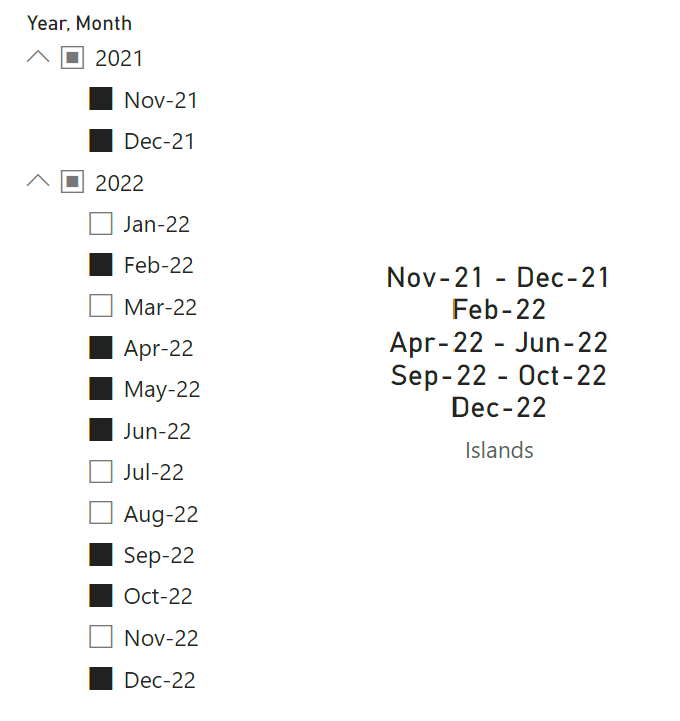 Year, Month
2021
Nov-21
Dec-21
2022
Jan-22
Feb-22
Mar-22
Apr-22
May-22
Jun-22
Jul-22
Aug-22
Sep-22
Oct-22
Nov-22
Dec-22
Nov-21 - Dec-21
Feb-22
Apr-22 - Jun-22
Sep-22 - Oct-22
Dec-22
Islands